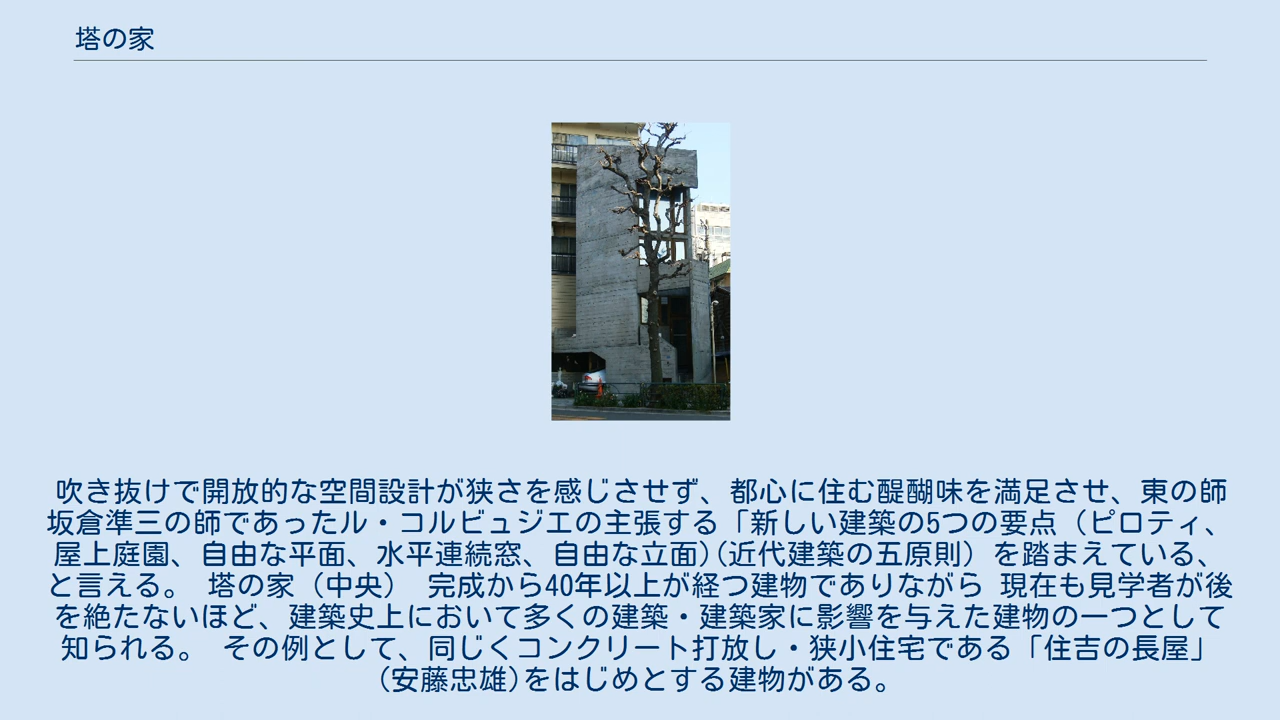 塔の家
吹き抜けで開放的な空間設計が狭さを感じさせず、都心に住む醍醐味を満足させ、東の師
坂倉準三の師であったル・コルビュジエの主張する「新しい建築の5つの要点（ピロティ、
屋上庭園、自由な平面、水平連続窓、自由な立面)(近代建築の五原則）を踏まえている、
と言える。 塔の家（中央） 完成から40年以上が経つ建物でありながら 現在も見学者が後
を絶たないほど、建築史上において多くの建築・建築家に影響を与えた建物の一つとして
知られる。 その例として、同じくコンクリート打放し・狭小住宅である「住吉の長屋」
(安藤忠雄)をはじめとする建物がある。